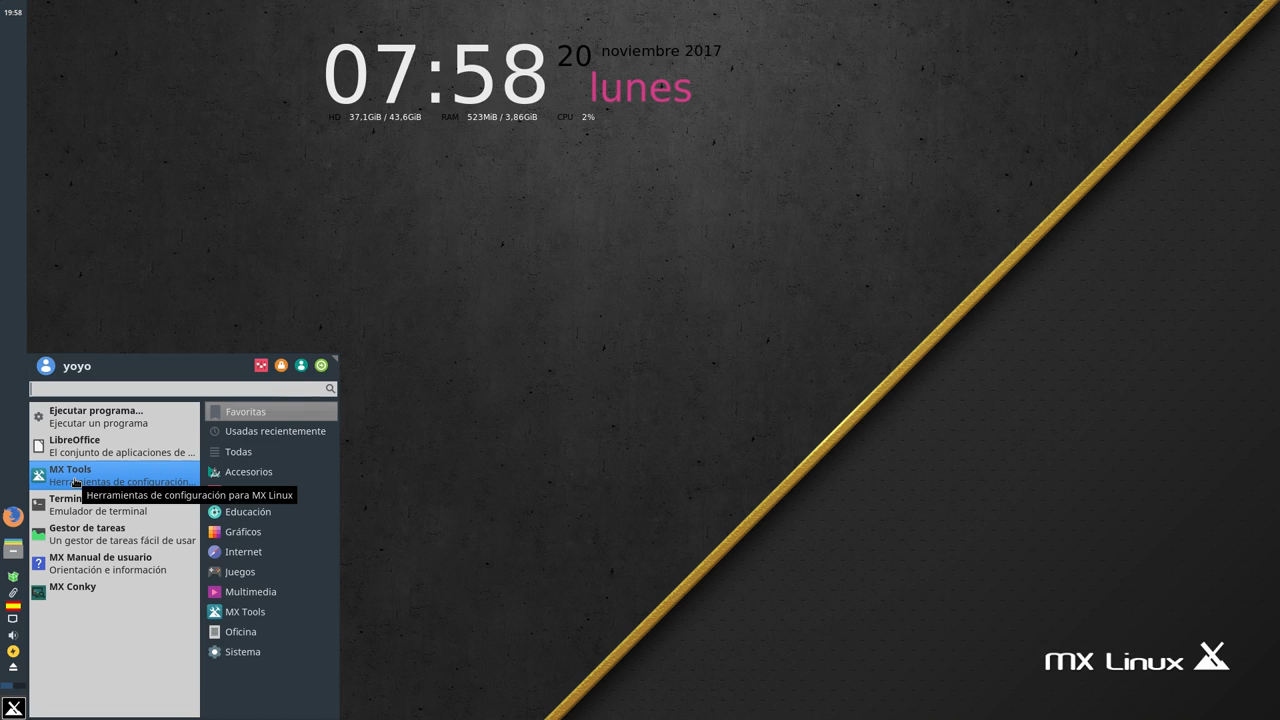 19:58
07:58
20 noviembre 2017
lunes
HD 37,1GiB / 43,6GiB RAM 523MiB / 3,86GiB CPU 2%
yoyo
Ejecutar programa...
Ejecutar un programa
LibreOffice
El conjunto de aplicaciones de ...
MX Tools
Herramientas de configuración...
Herramientas de configuración para MX Linux
Emulador de terminal
Gestor de tareas
Un gestor de tareas fácil de usar
MX Manual de usuario
Orientación e información
MX Conky
Favoritas
Usadas recientemente
Todas
Accesorios
Educación
Gráficos
Internet
Juegos
Multimedia
MX Tools
Oficina
Sistema
MX Linux